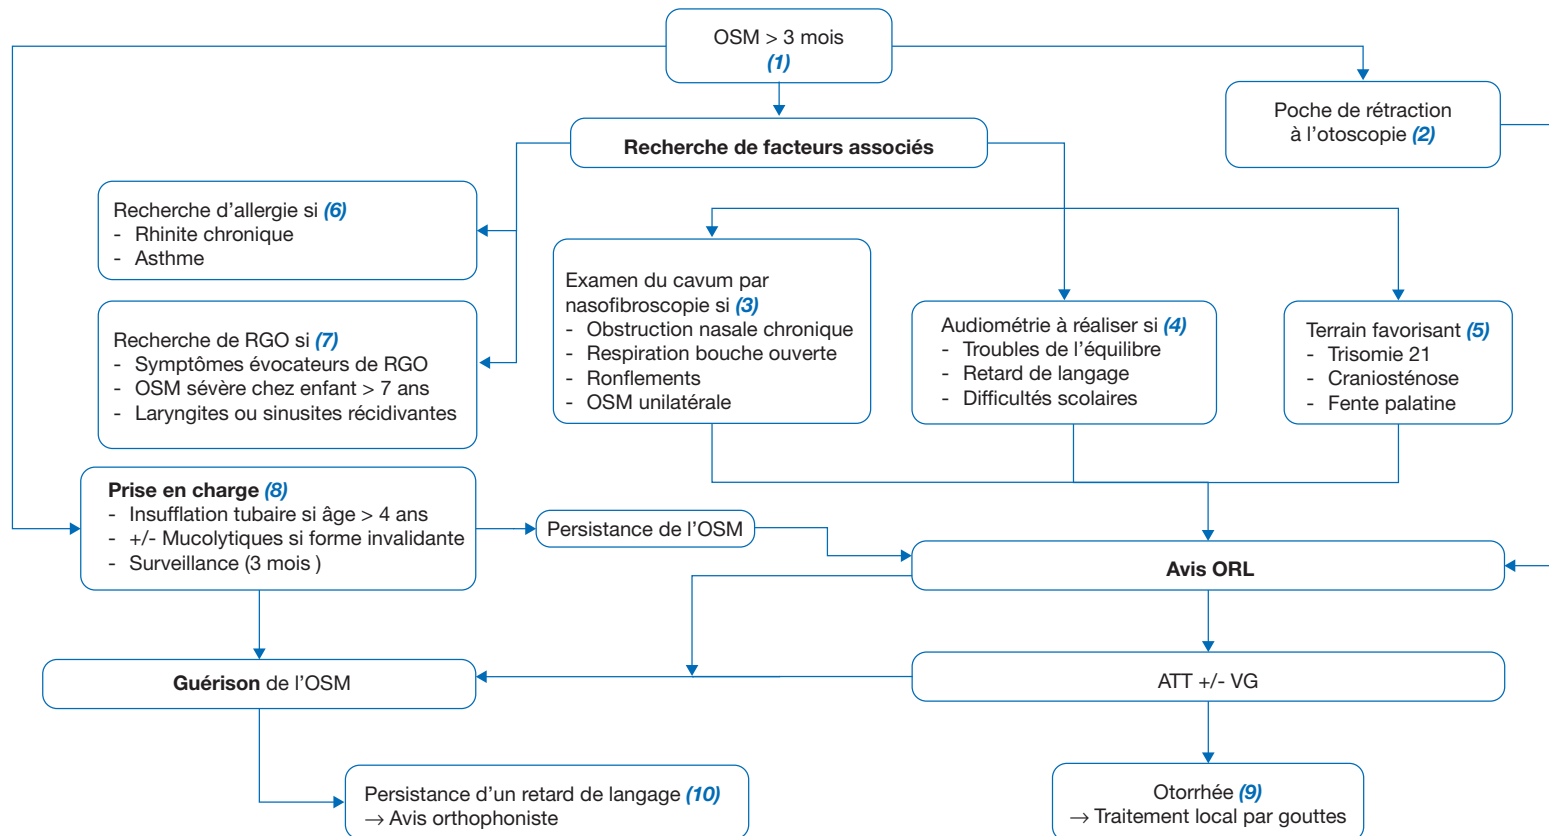 OSM > 3 mois
(1)
Poche de rétraction
à l'otoscopie (2)
Recherche de facteurs associés
Recherche d'allergie si (6)
- Rhinite chronique
- Asthme
Examen du cavum par
nasofibroscopie si (3)
- Obstruction nasale chronique
- Respiration bouche ouverte
- Ronflements
- OSM unilatérale
Audiométrie à réaliser si (4)
- Troubles de l'équilibre
- Retard de langage
- Difficultés scolaires
Terrain favorisant (5)
- Trisomie 21
- Craniosténose
- Fente palatine
Recherche de RGO si (7)
- Symptômes évocateurs de RGO
- OSM sévère chez enfant > 7 ans
- Laryngites ou sinusites récidivantes
Prise en charge (8)
- Insufflation tubaire si âge > 4 ans
- +/- Mucolytiques si forme invalidante
- Surveillance (3 mois )
Persistance de l'OSM
Avis ORL
Guérison de l'OSM
ATT +/- VG
Persistance d'un retard de langage (10)
→ Avis orthophoniste
Otorrhée (9)
→ Traitement local par gouttes